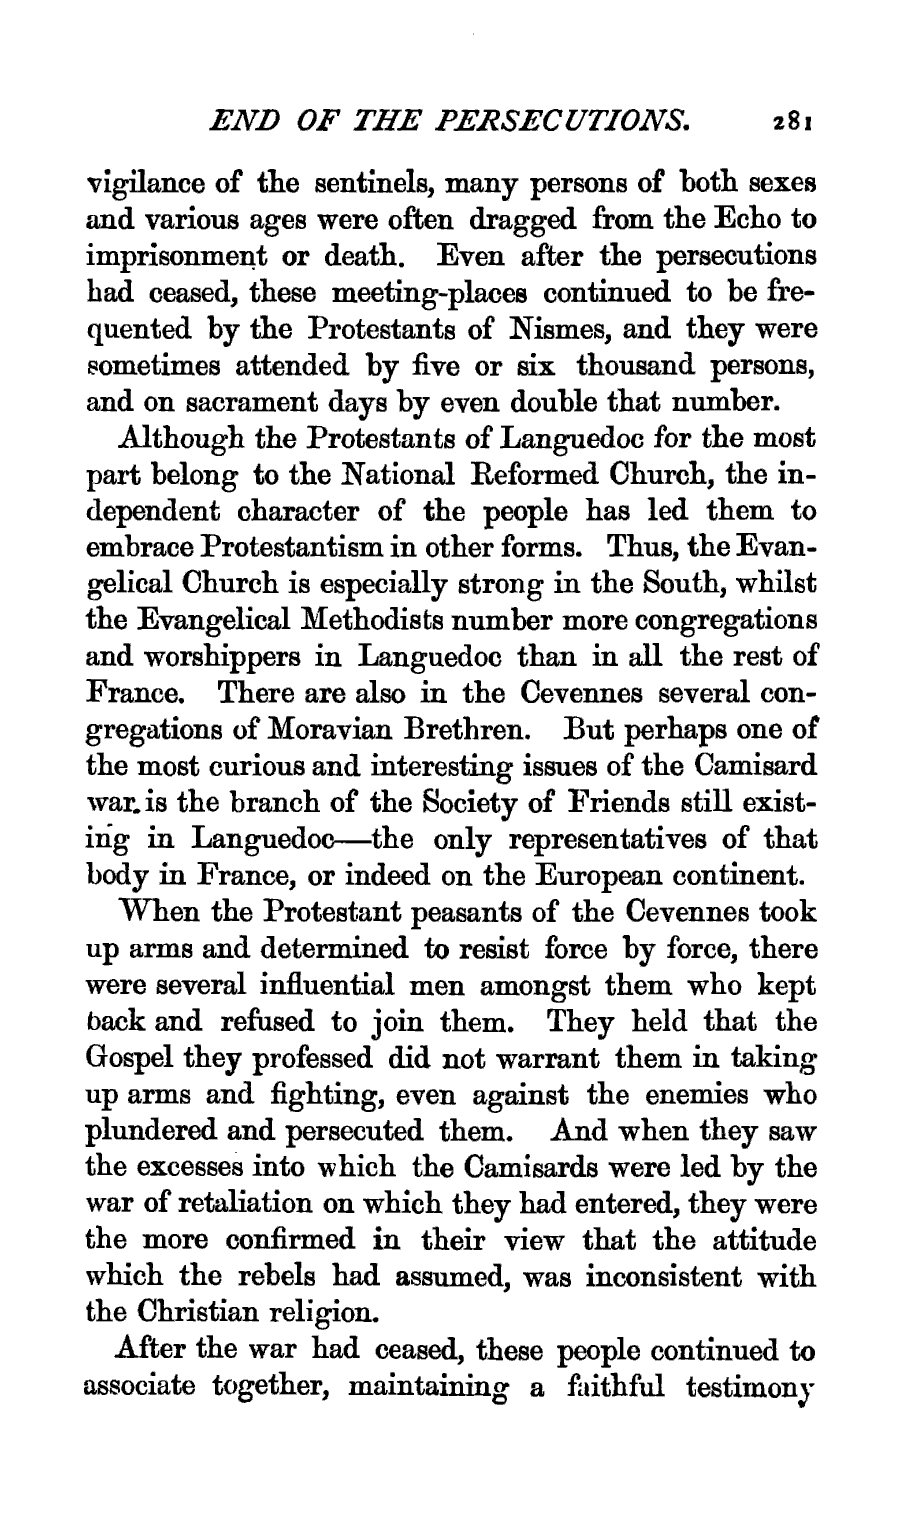 END OF THE PERSECUTIONS. 281
vigilance of the sentinels, many persons of both sexes
and various ages were often dragged from the Echo to
imprisonment or death. Even after the persecutions
had ceased, these meeting-places continued to be fre-
quented by the Protestants of Nismes, and they were
sometimes attended by five or six thousand persons,
and on sacrament days by even double that number.
Although the Protestants of Languedoc for the most
part belong to the National Reformed Church, the in-
dependent character of the people has led them to
embrace Protestantism in other forms. Thus, the Evan-
gelical Church is especially strong in the South, whilst
the Evangelical Methodists number more congregations
and worshippers in Languedoc than in all the rest of
France. There are also in the Cevennes several con-
gregations of Moravian Brethren. But perhaps one of
the most curious and interesting issues of the Camisard
war. is the branch of the Society of Friends still exist-
ing in Languedoc—the only representatives of that
body in France, or indeed on the European continent.
When the Protestant peasants of the Cevennes took
up arms and determined to resist force by force, there
were several influential men amongst them who kept
back and refused to join them. They held that the
Gospel they professed did not warrant them in taking
up arms and fighting, even against the enemies who
plundered and persecuted them. And when they saw
the excesses into which the Camisards were led by the
war of retaliation on which they had entered, they were
the more confirmed in their view that the attitude
which the rebels had assumed, was inconsistent with
the Christian religion.
After the war had ceased, these people continued to
associate together, maintaining a faithful testimony